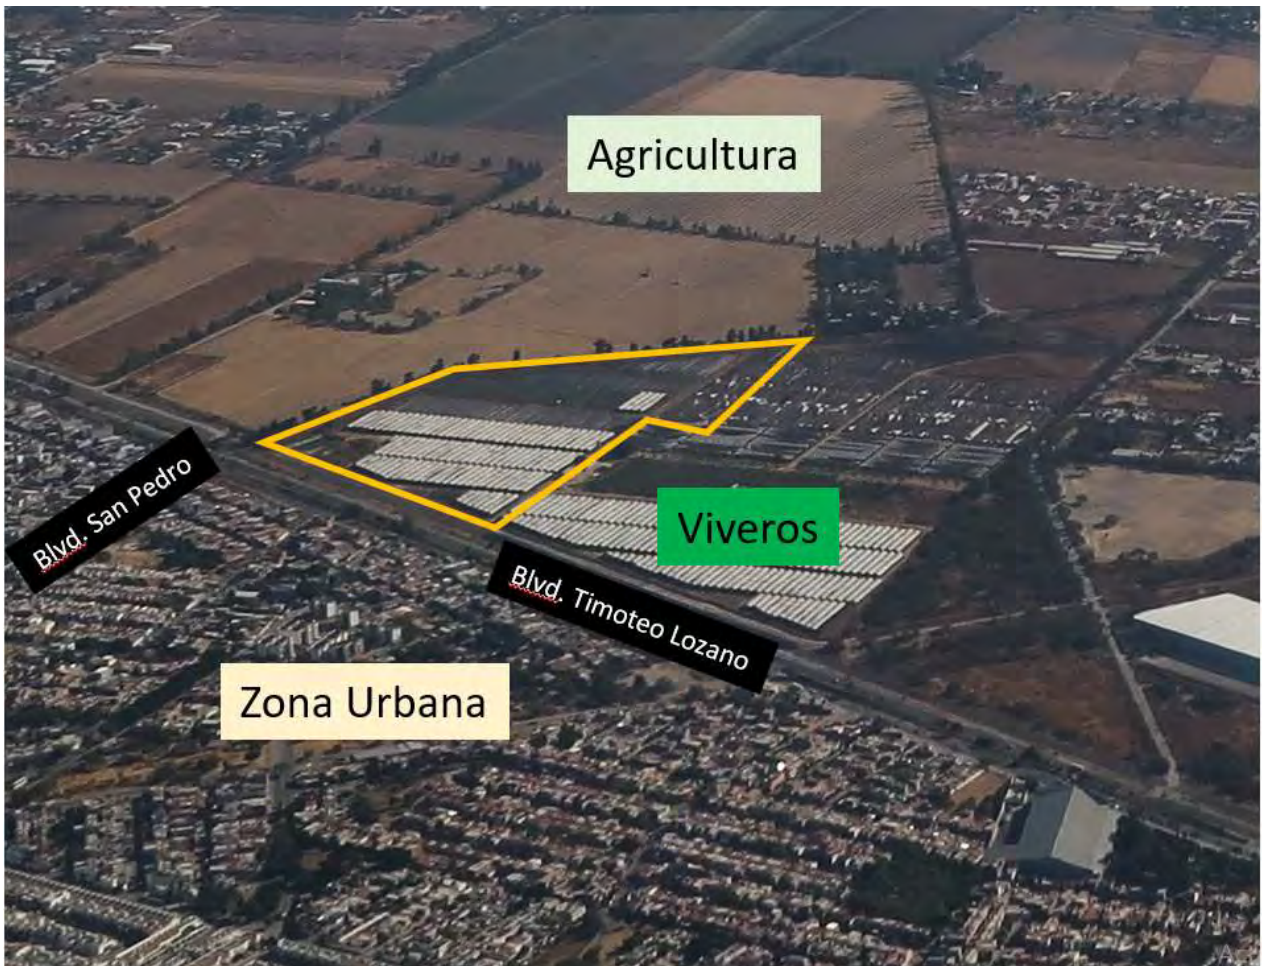 Agricultura
Blvd. San Pedro
Viveros
Blvd. Timoteo Lozano
Zona Urbana